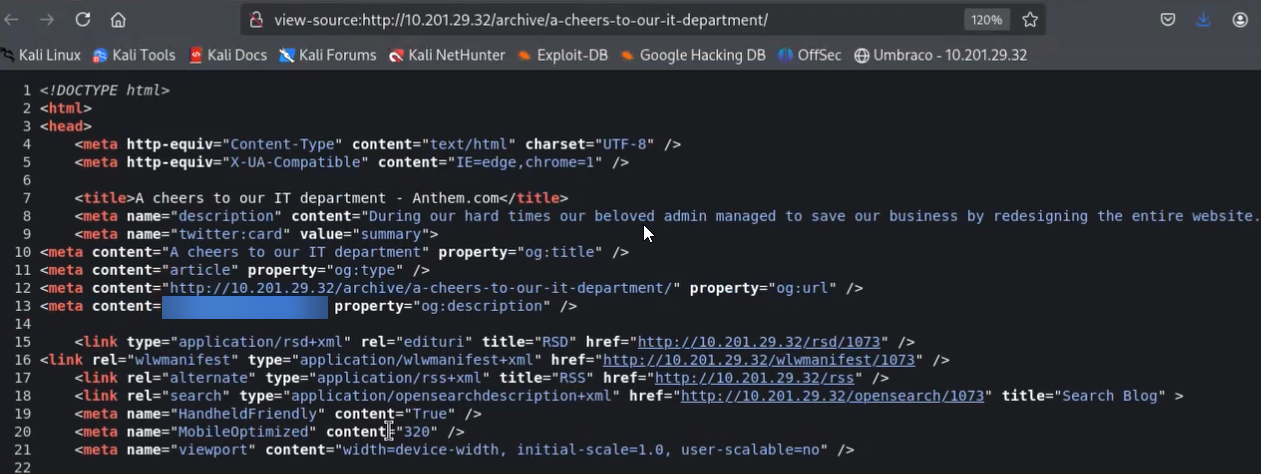 view-source:http://10.201.29.32/archive/a-cheers-to-our-it-department/ 120%
Kali Linux Kali Tools Kali Docs Kali Forums Kali NetHunter Exploit-DB Google Hacking DB OffSec Umbraco - 10.201.29.32
1 <!DOCTYPE html>
2 <html>
3 <head>
4 <meta http-equiv="Content-Type" content="text/html" charset="UTF-8" />
5 <meta http-equiv="X-UA-Compatible" content="IE=edge,chrome=1" />
6
7 <title>A cheers to our IT department - Anthem.com</title>
8 <meta name="description" content="During our hard times our beloved admin managed to save our business by redesigning the entire website.
9 <meta name="twitter:card" value="summary">
10 <meta content="A cheers to our IT department" property="og:title" />
11 <meta content="article" property="og:type" />
12 <meta content="http://10.201.29.32/archive/a-cheers-to-our-it-department/" property="og:url" />
13 <meta content= property="og:description" />
14
15 <link type="application/rsd+xml" rel="edituri" title="RSD" href="http://10.201.29.32/rsd/1073" />
16 <link rel="wlwmanifest" type="application/wlwmanifest+xml" href="http://10.201.29.32/wlwmanifest/1073" />
17 <link rel="alternate" type="application/rss+xml" title="RSS" href="http://10.201.29.32/rss" />
18 <link rel="search" type="application/opensearchdescription+xml" href="http://10.201.29.32/opensearch/1073" title="Search Blog" >
19 <meta name="HandheldFriendly" content="True" />
20 <meta name="MobileOptimized" content="320" />
21 <meta name="viewport" content="width=device-width, initial-scale=1.0, user-scalable=no" />
22